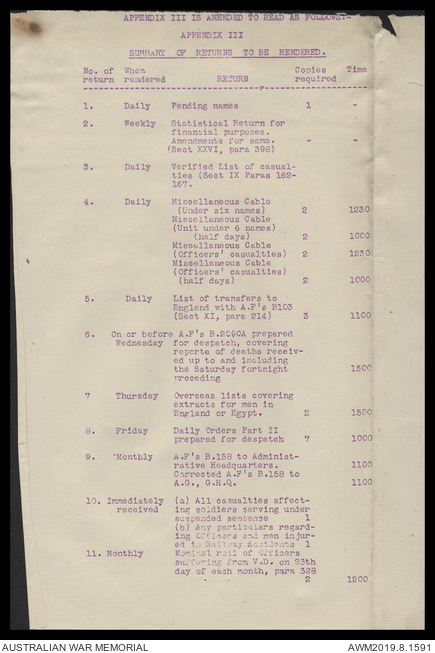 APPENDIX III IS AMENDED TO READ AS FOLLOWS:-
APPENDIX III
SUMMARY OF RETURNS TO BE RENDERED.
No. of When Copies Time
return rendered RETURN required
1. Daily Pending names 1 -
2. Weekly Statistical Return for
financial purposes.
Amendments for same. - -
(Sect XXVI, para 398)
3. Daily Verified List of casual-
ties (Sect IX Paras 162-
167.
4. Daily Miscellaneous Cable
(Under six names) 2 1230
Miscellaneous Cable
(Unit under 6 names)
(half days) 2 1000
Miscellaneous Cable
(Officers' casualties) 2 1230
Miscellaneous Cable
(Officers' casualties)
(half days) 2 1000
5. Daily List of transfers to
England with A.F's B103
(Sect XI, para 214) 3 1100
6. On or before A.F's B.2090A prepared
Wednesday for despatch, covering
reports of deaths receiv-
ed up to and including
the Saturday fortnight 1500
preceding
7 Thursday Overseas lists covering
extracts for men in
England or Egypt. 2 1500
8. Friday Daily Orders Part II
prepared for despatch 7 1000
9. Monthly A.F's B.158 to Administ-
rative Headquarters. 1100
Corrected A.F's B.158 to
A.G., G.H.Q. 1100
10. Immediately (a) All casualties affect-
received ing soldiers serving under
suspended sentence 1
(b) Any particulars regard-
ing Officers and men injur-
ed in Railway Accidents 1
11. Monthly Nominal roll of Officers
suffering from V.D. on 25th
day of each month, para 328
2 1200
AUSTRALIAN WAR MEMORIAL AWM2019.8.1591